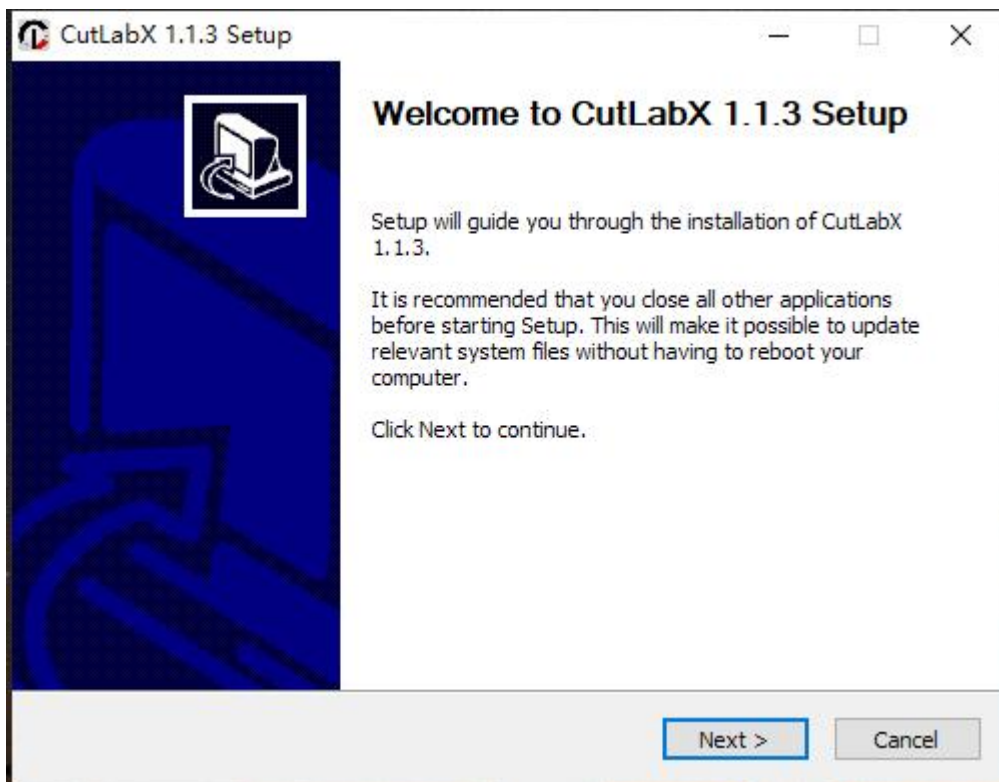 CutLabX 1.1.3 Setup
Welcome to CutLabX 1.1.3 Setup
Setup will guide you through the installation of CutLabX
1.1.3.
It is recommended that you close all other applications
before starting Setup. This will make it possible to update
relevant system files without having to reboot your
computer.
Click Next to continue.
Next >
Cancel